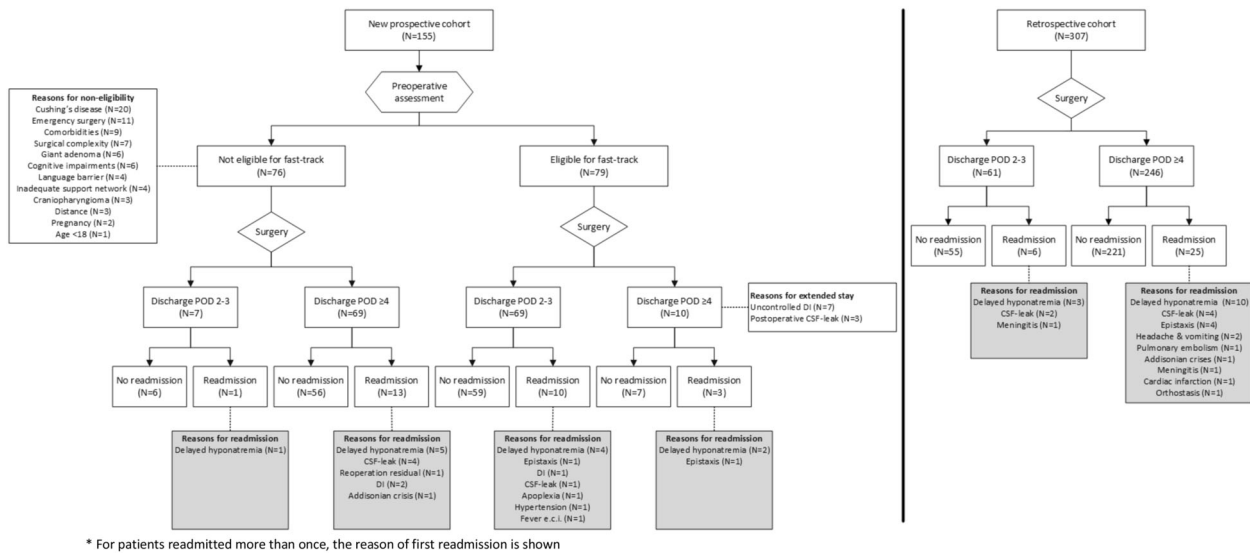 New prospective cohort
(N=155)
Preoperative
assessment
Reasons for non-eligibility
Cushing's disease (N=20)
Emergency surgery (N=11)
Comorbidities (N=9)
Surgical complexity (N=7)
Giant adenoma (N=6)
Cognitive impairments (N=6)
Language barrier (N=4)
Inadequate support network (N=4)
Craniopharyngioma (N=3)
Distance (N=3)
Pregnancy (N=2)
Age <18 (N=1)
Not eligible for fast-track
(N=76)
Eligible for fast-track
(N=79)
Surgery
Surgery
Discharge POD 2-3
(N=7)
Discharge POD ≥4
(N=69)
Discharge POD 2-3
(N=69)
Discharge POD ≥4
(N=10)
Reasons for extended stay
Uncontrolled DI (N=7)
Postoperative CSF-leak (N=3)
No readmission
(N=6)
Readmission
(N=1)
No readmission
(N=56)
Readmission
(N=13)
No readmission
(N=59)
Readmission
(N=10)
No readmission
(N=7)
Readmission
(N=3)
Reasons for readmission
Delayed hyponatremia (N=1)
Reasons for readmission
Delayed hyponatremia (N=5)
CSF-leak (N=4)
Reoperation residual (N=1)
DI (N=2)
Addisonian crisis (N=1)
Reasons for readmission
Delayed hyponatremia (N=4)
Epistaxis (N=1)
DI (N=1)
CSF-leak (N=1)
Apoplexia (N=1)
Hypertension (N=1)
Fever e.c.i. (N=1)
Reasons for readmission
Delayed hyponatremia (N=2)
Epistaxis (N=1)
Retrospective cohort
(N=307)
Surgery
Discharge POD 2-3
(N=61)
Discharge POD ≥4
(N=246)
No readmission
(N=55)
Readmission
(N=6)
No readmission
(N=221)
Readmission
(N=25)
Reasons for readmission
Delayed hyponatremia (N=3)
CSF-leak (N=2)
Meningitis (N=1)
Reasons for readmission
Delayed hyponatremia (N=10)
CSF-leak (N=4)
Epistaxis (N=4)
Headache & vomiting (N=2)
Pulmonary embolism (N=1)
Addisonian crises (N=1)
Meningitis (N=1)
Cardiac infarction (N=1)
Orthostasis (N=1)
* For patients readmitted more than once, the reason of first readmission is shown